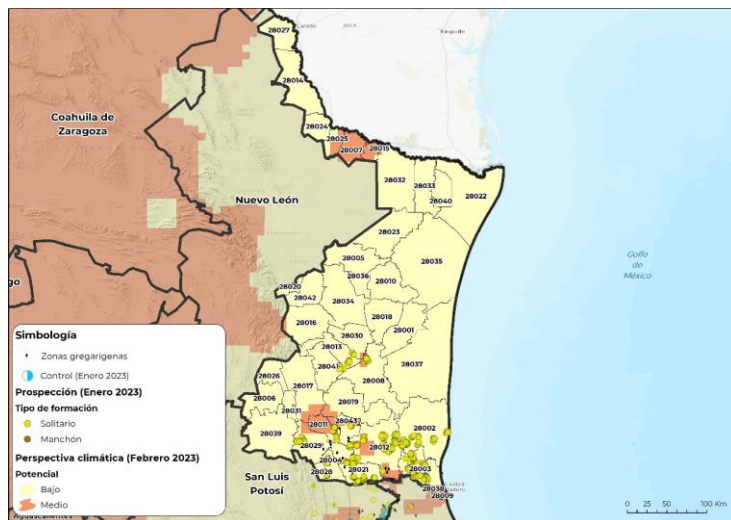 Laredo
Kingsville
28027
28014
Coahuila de
Zaragoza
28024
28025
28007
28015
Nuevo León
28032
28033
28040
28022
28023
28005
28036
28010
28035
Golfo
de
México
28020
28042
28034
28016
28018
28001
28030
28013
28041
28037
28026
28017
28008
28006
28031
28019
28011
28043
28002
28039
28029
28012
28004
28028
28021
28003
San Luis
Potosí
28038
28009
go
Simbología
Zonas gregarígenas
Control (Enero 2023)
Prospección (Enero 2023)
Tipo de formación
Solitario
Manchón
Perspectiva climática (Febrero 2023)
Potencial
Bajo
Medio
Aguascalientes
0 25 50 100 Km